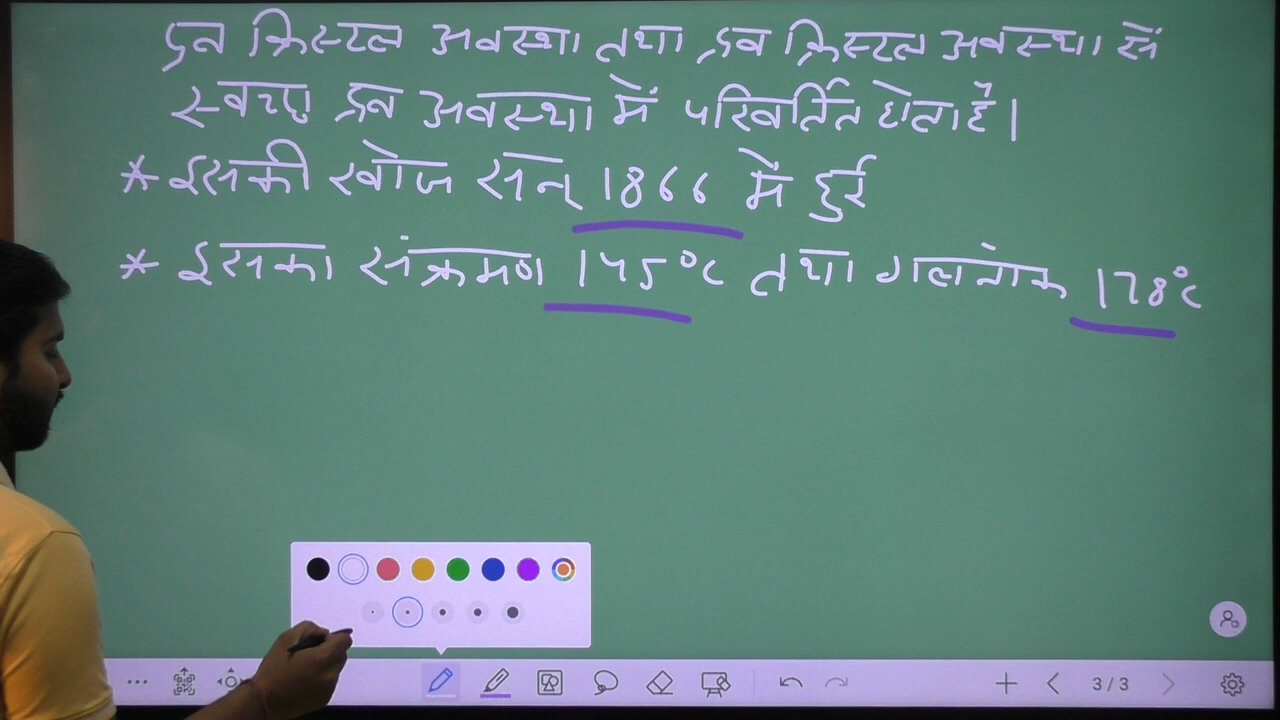 द्रव क्रिस्टल अवस्था तथा द्रव क्रिस्टल अवस्था से
स्वच्छ द्रव अवस्था में परिवर्तित होता है।
* इसकी खोज सन् 1866 में हुई
* इसका संक्रमण 145°C तथा गलनांक 178°C
3/3